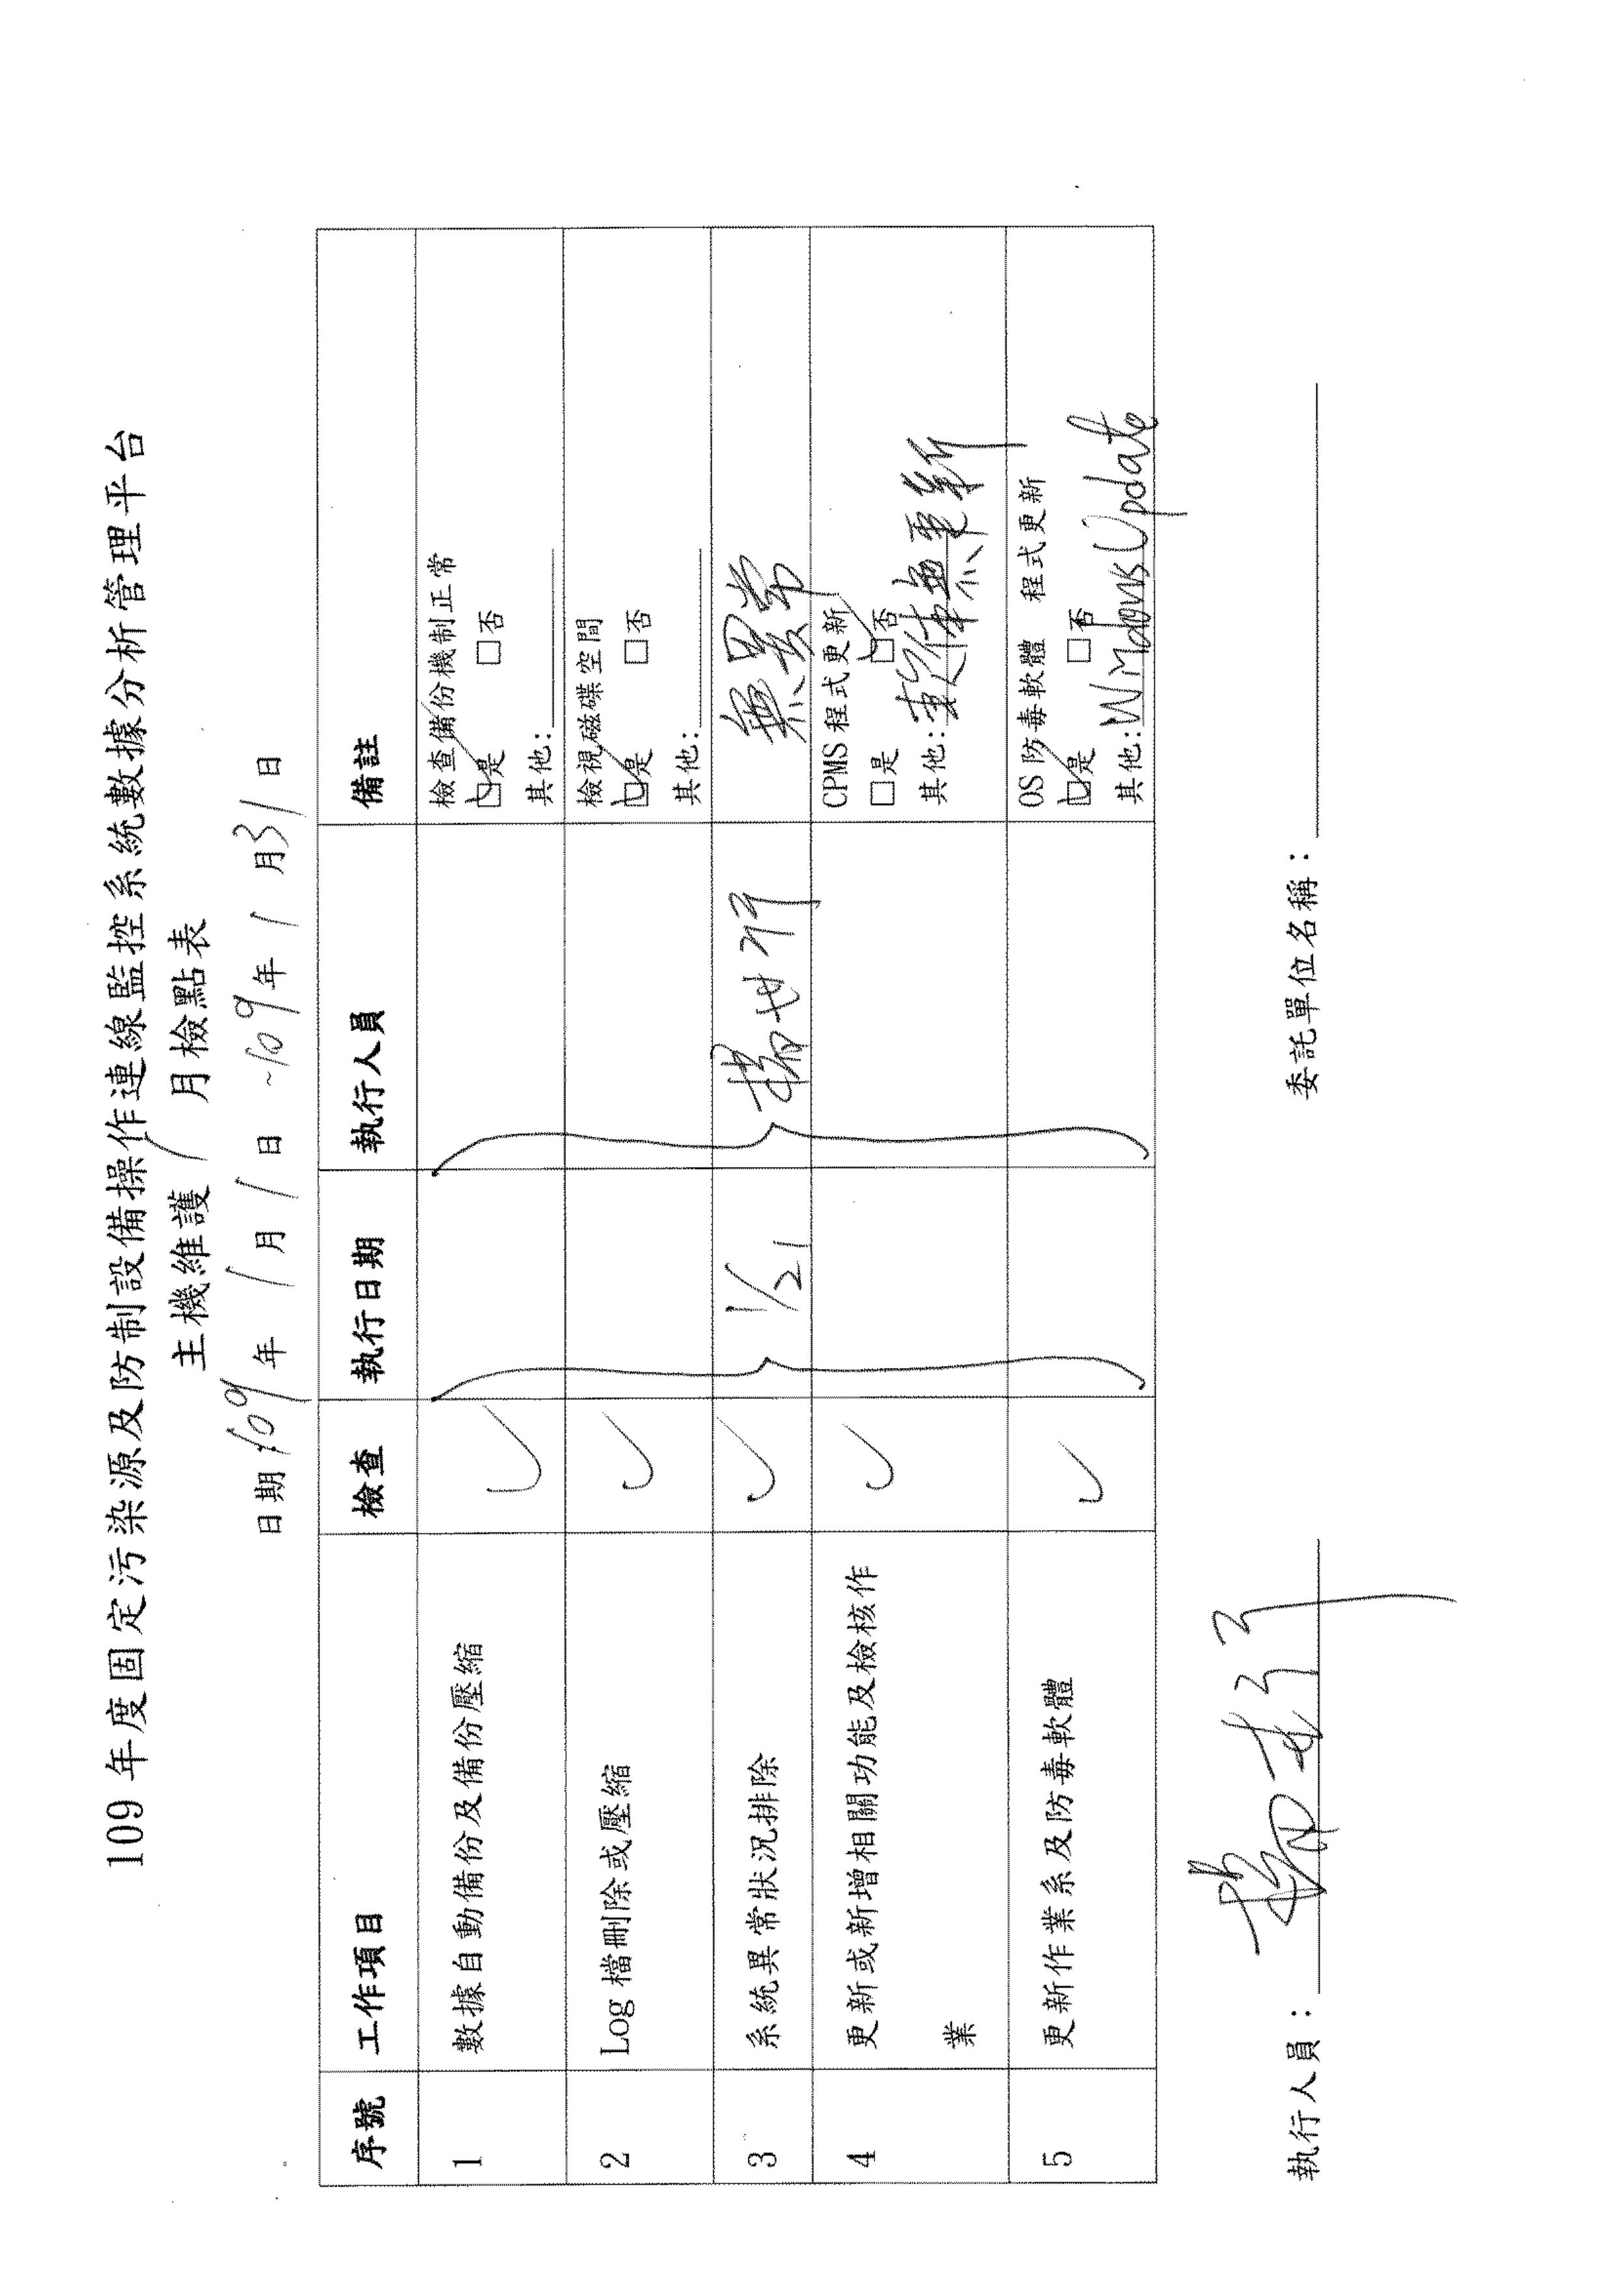 109 年度固定污染源及防制設備操作連線監控系統數據分析管理平台
主機維護 1 月檢點表
日期 109 年 1 月 1 日 ~109 年 1 月 31 日
序號 工作項目 檢查 執行日期 執行人員 備註
1 數據自動備份及備份壓縮 ✓ 檢查備份機制正常
☑是 □否
其他:
2 Log 檔刪除或壓縮 ✓ 檢視磁碟空間
☑是 □否
其他:
3 系統異常狀況排除 ✓ 1/21 無異常
4 更新或新增相關功能及檢核作業 ✓ CPMS 程式更新
□是 ☑否
其他:軟体無更新
5 更新作業系及防毒軟體 ✓ OS 防毒軟體 程式更新
☑是 □否
其他:Windows Update
執行人員： 委託單位名稱：